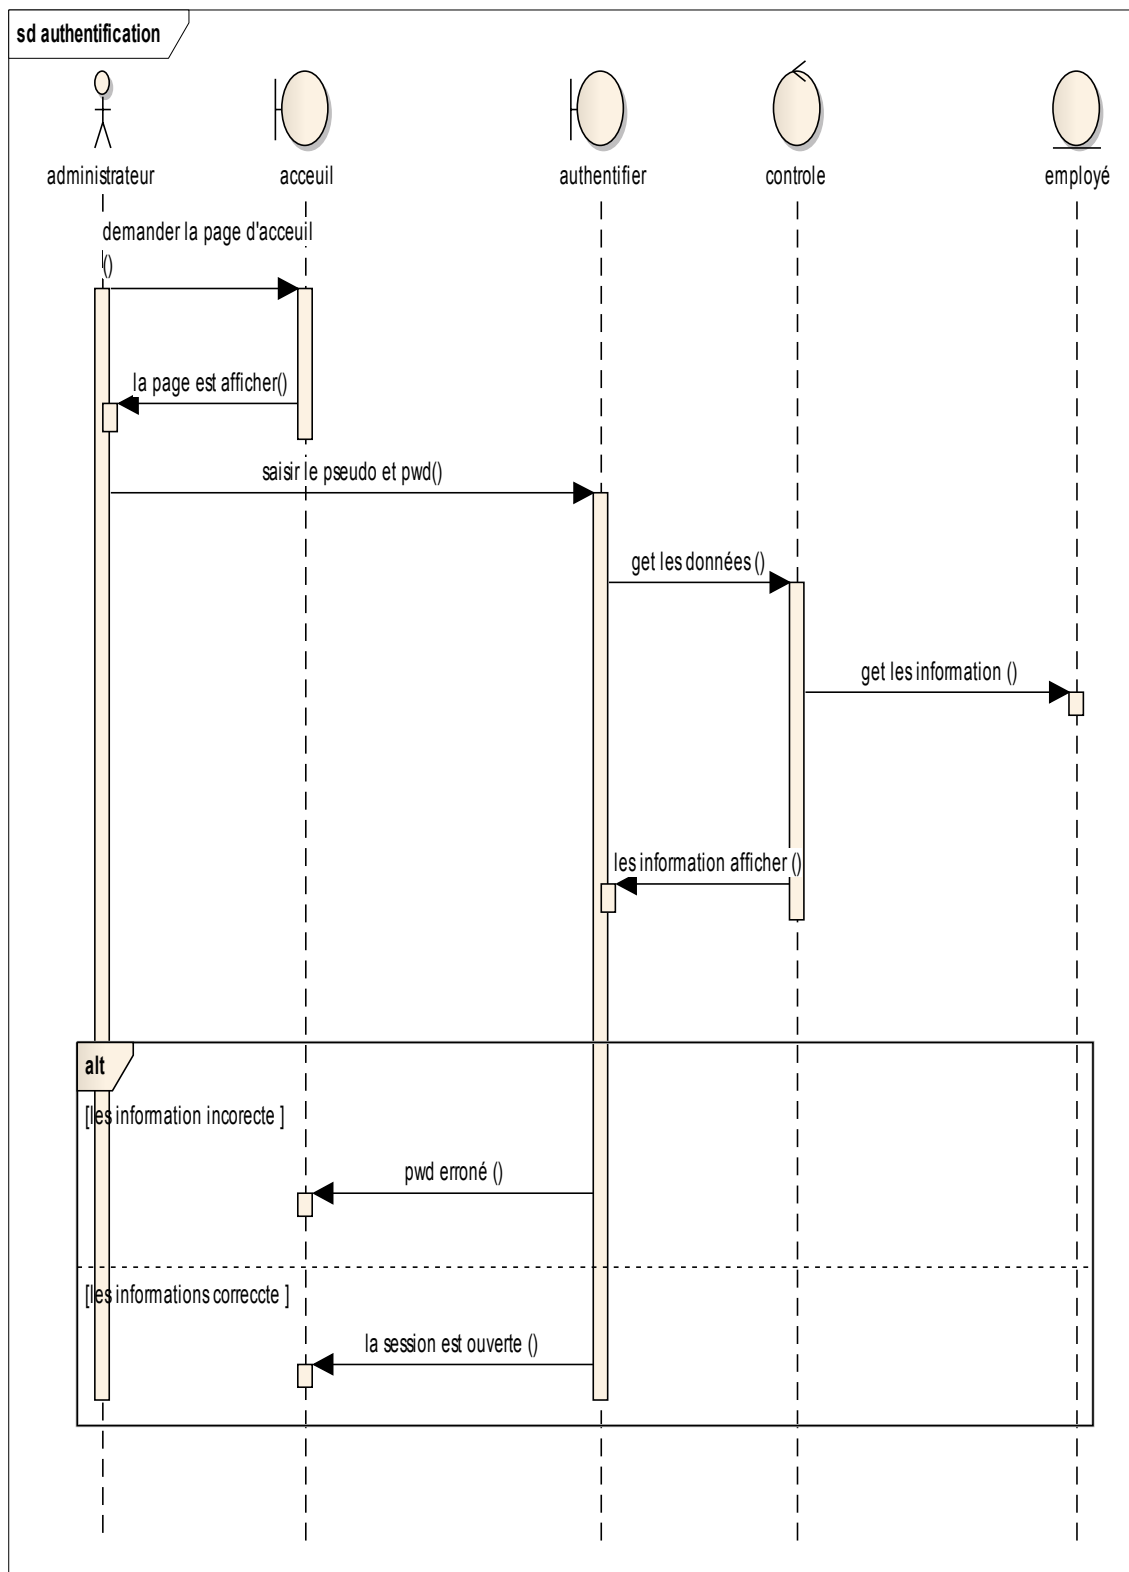 sd authentification
administrateur
acceuil
authentifier
controle
employé
demander la page d'acceuil
()
la page est afficher()
saisir le pseudo et pwd()
get les données ()
get les information ()
les information afficher ()
alt
[les information incorecte ]
pwd erroné ()
[les informations correccte ]
la session est ouverte ()